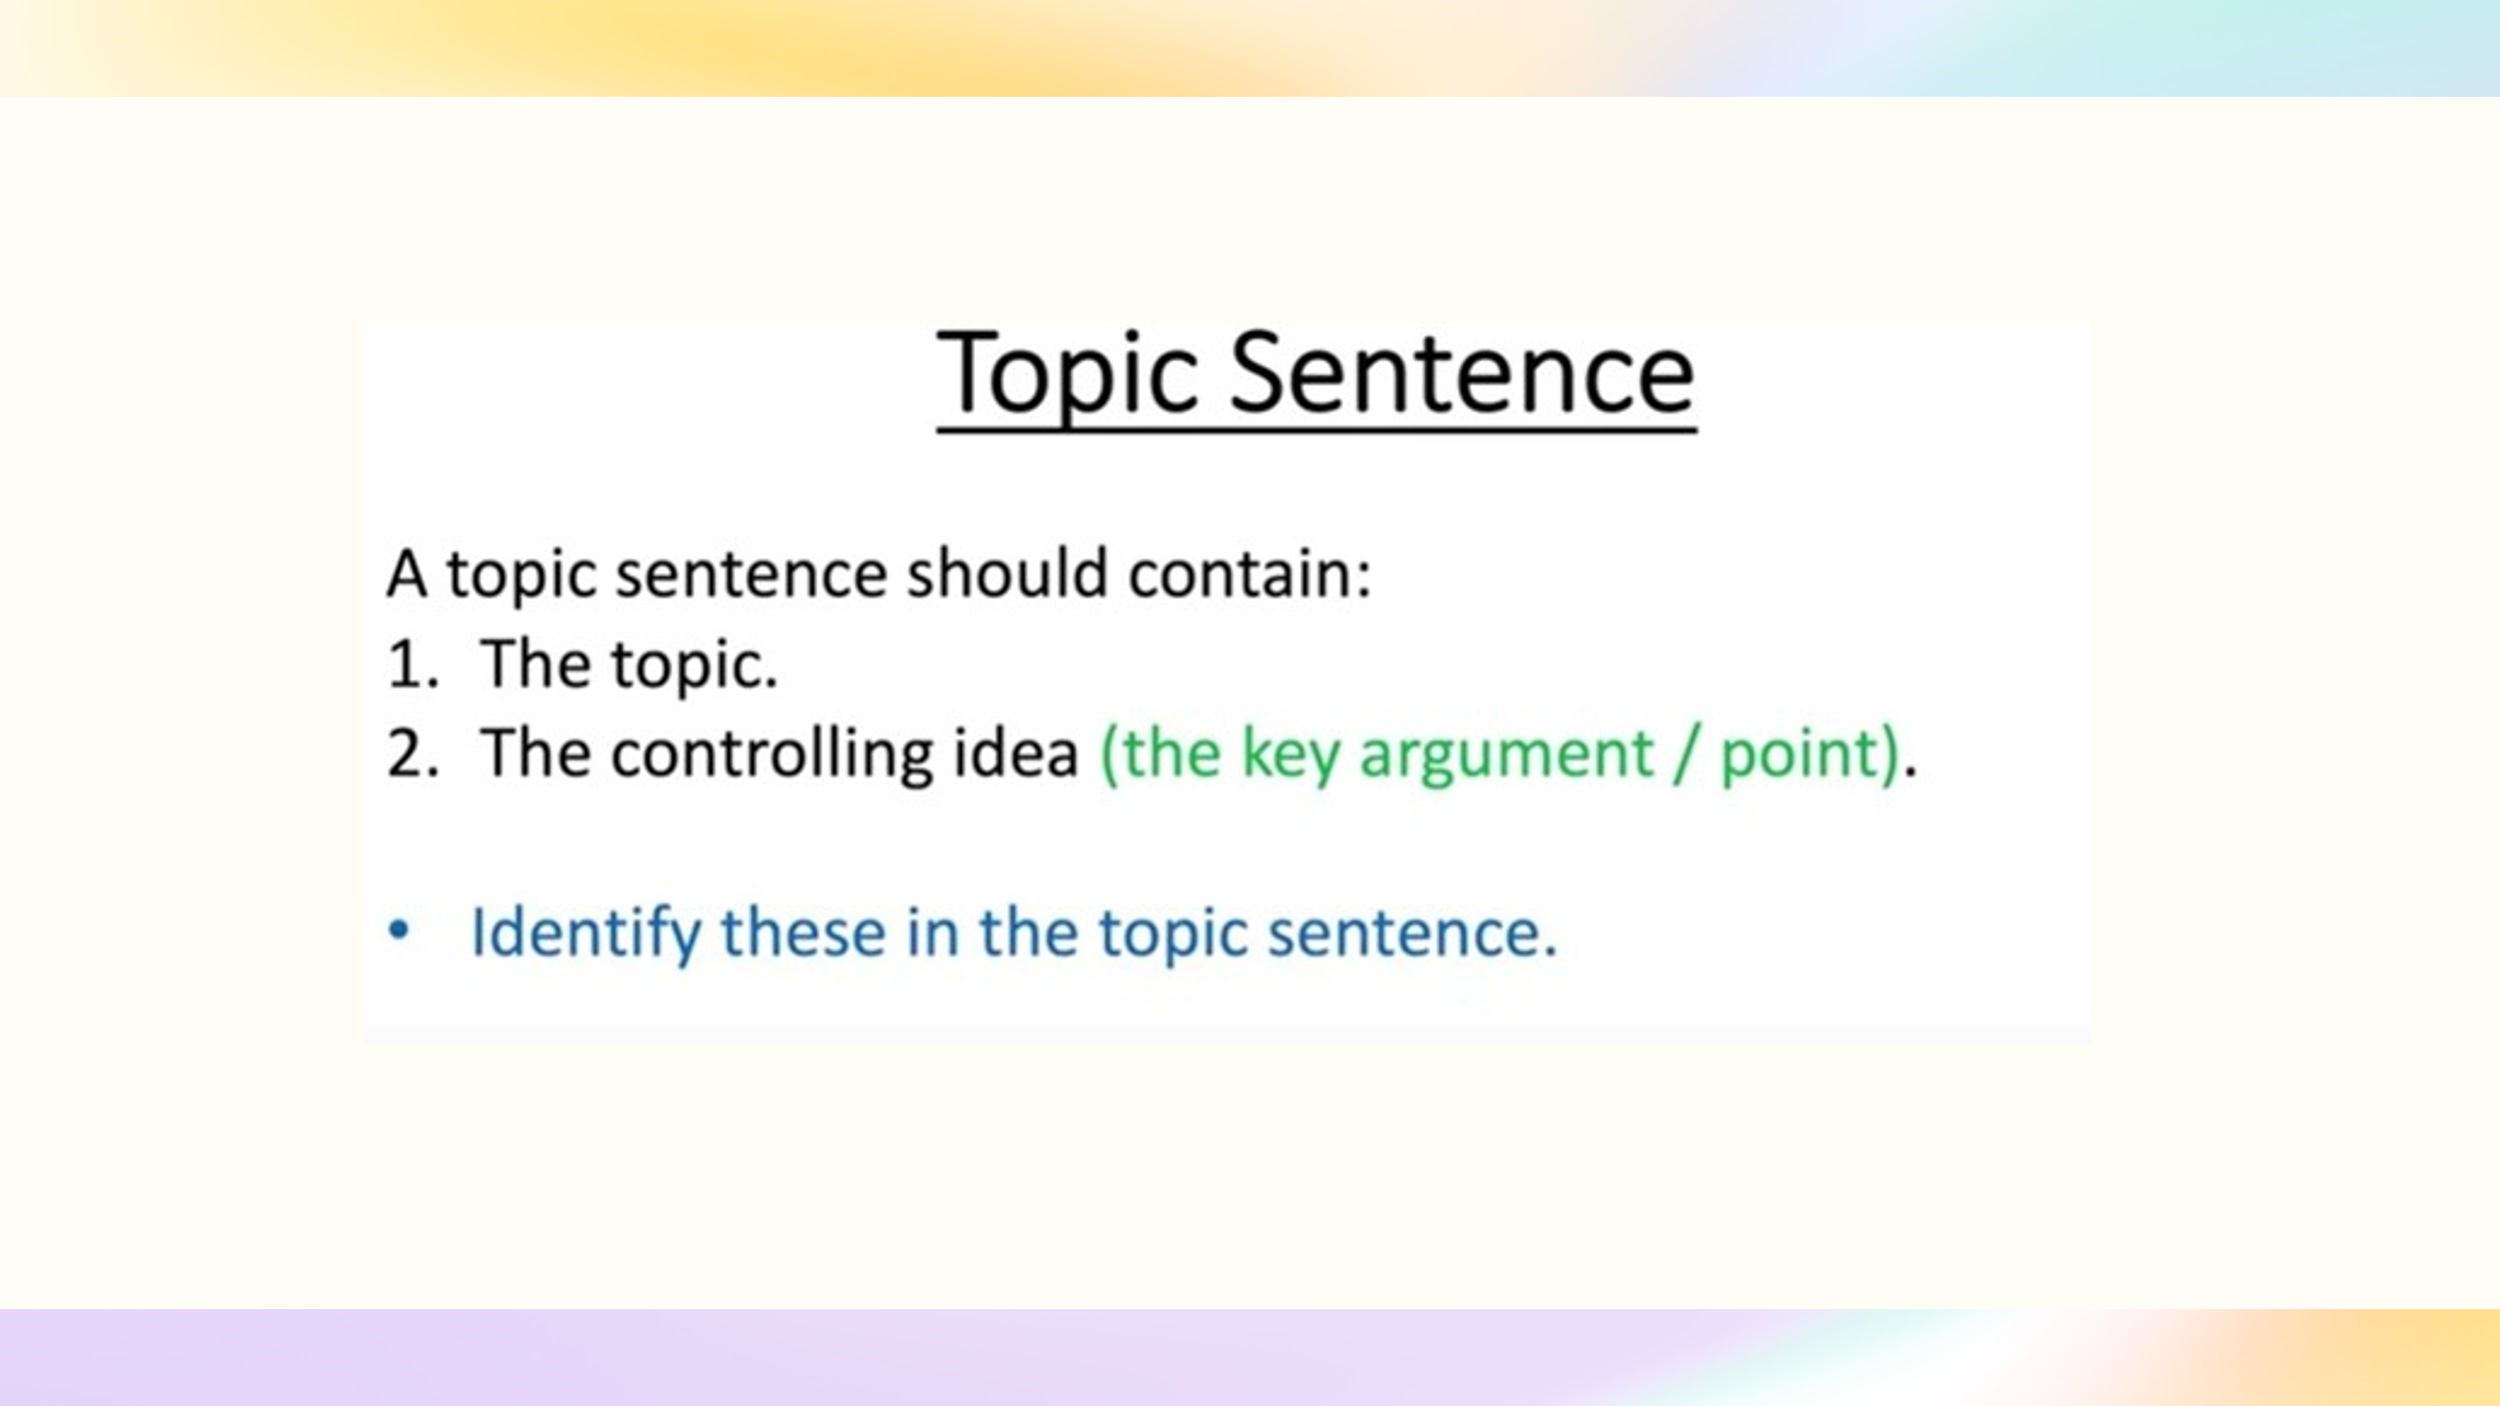 Topic Sentence
A topic sentence should contain:
1. The topic.
2. The controlling idea (the key argument / point).
• Identify these in the topic sentence.